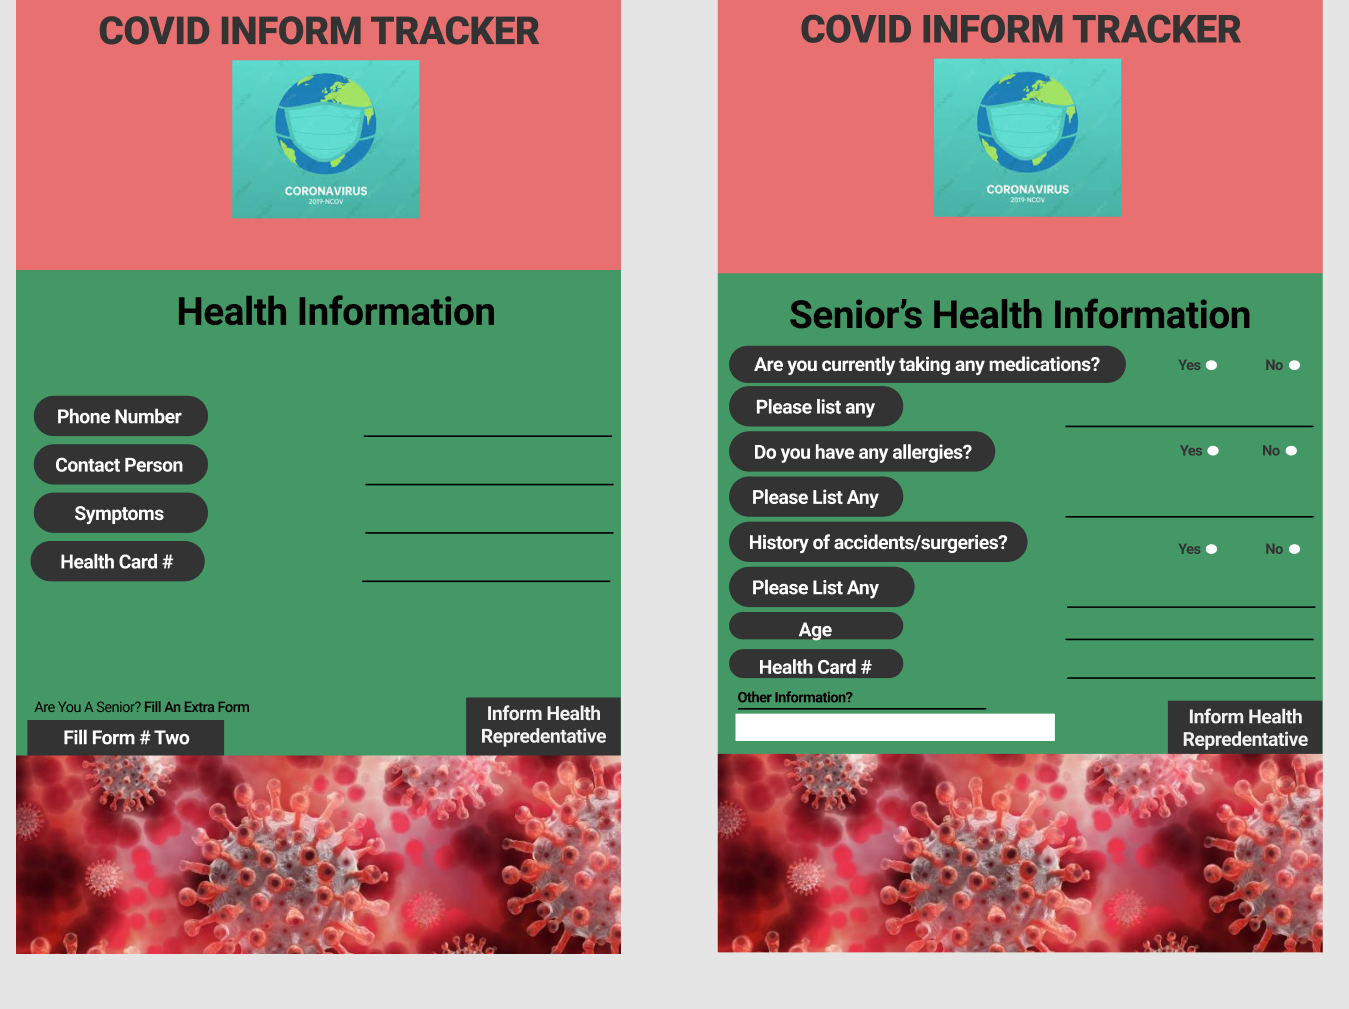 COVID INFORM TRACKER
CORONAVIRUS
2019-NCOV
Health Information
Phone Number
Contact Person
Symptoms
Health Card #
Are You A Senior? Fill An Extra Form
Fill Form # Two
Inform Health
Repredentative
COVID INFORM TRACKER
CORONAVIRUS
2019-NCOV
Senior’s Health Information
Are you currently taking any medications? Yes No
Please list any
Do you have any allergies? Yes No
Please List Any
History of accidents/surgeries? Yes No
Please List Any
Age
Health Card #
Other Information?
Inform Health
Repredentative